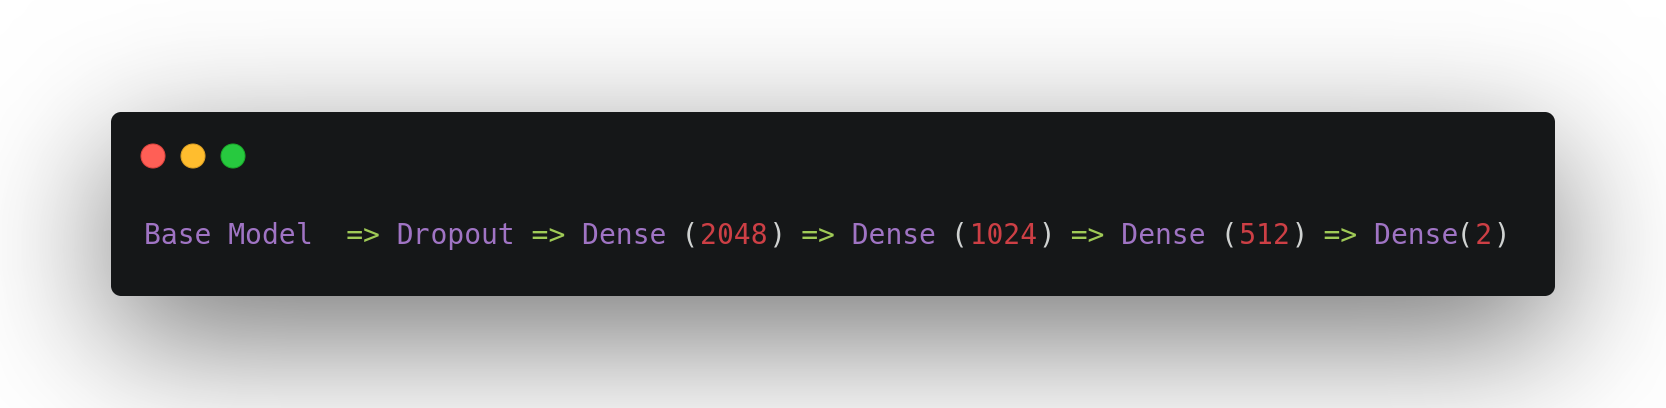 Base Model  => Dropout => Dense (2048) => Dense (1024) => Dense (512) => Dense(2)